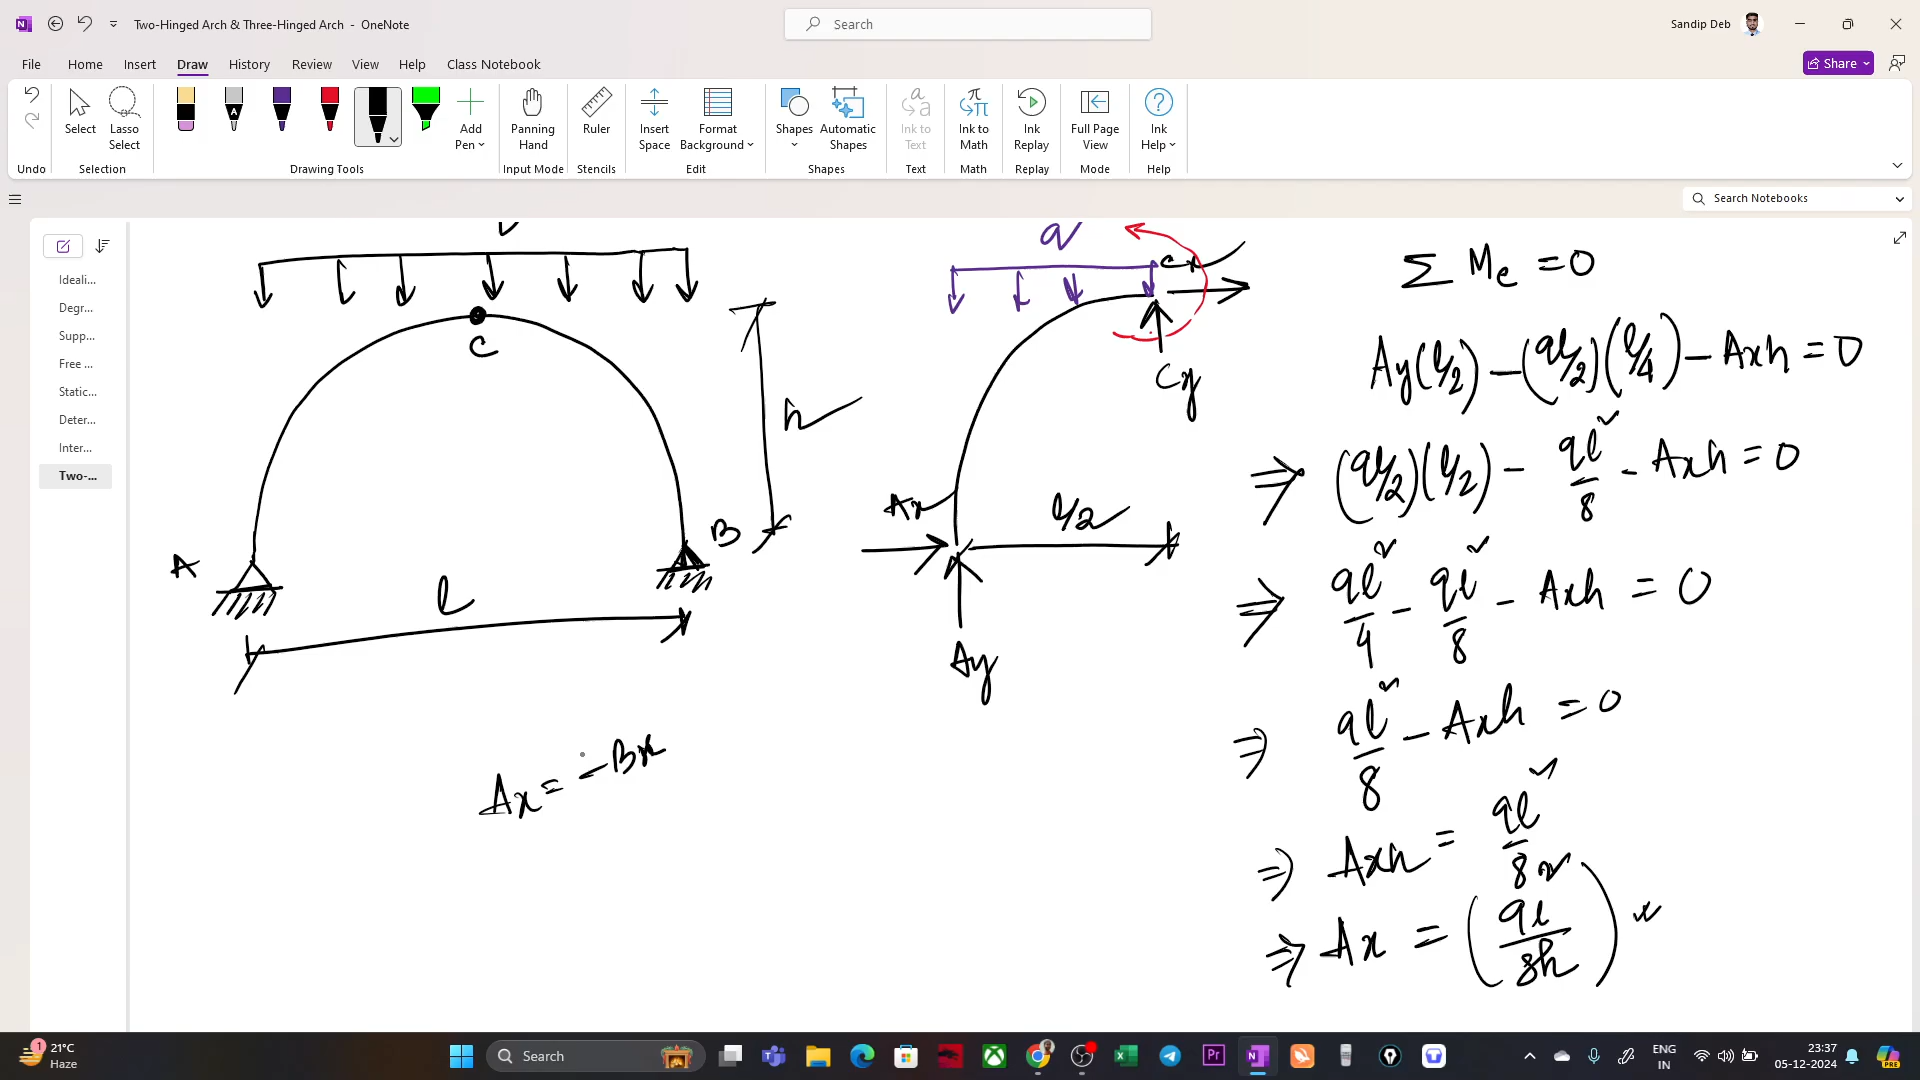 Two-Hinged Arch & Three-Hinged Arch - OneNote
Search
Sandip Deb
File Home Insert Draw History Review View Help Class Notebook
Share
Select
Lasso Select
Add Pen
Panning Hand
Ruler
Insert Space
Format Background
Shapes
Automatic Shapes
Ink to Text
Ink to Math
Ink Replay
Full Page View
Ink Help
Undo Selection Drawing Tools Input Mode Stencils Edit Shapes Text Math Replay Mode Help
Search Notebooks
Ideali...
Degr...
Supp...
Free ...
Static...
Deter...
Inter...
Two-...
C
h
A
B
l
q
Cx
Cy
Ax
l/2
Ay
Ax = -Bx
∑ Mc = 0
Ay(l/2) - (ql/2)(l/4) - Axh = 0
⇒ (ql/2)(l/2) - ql²/8 - Axh = 0
⇒ ql²/4 - ql²/8 - Axh = 0
⇒ ql²/8 - Axh = 0
⇒ Axh = ql²/8
⇒ Ax = (ql²/8h)
1
21°C
Haze
Search
ENG
IN
23:37
05-12-2024
PRE